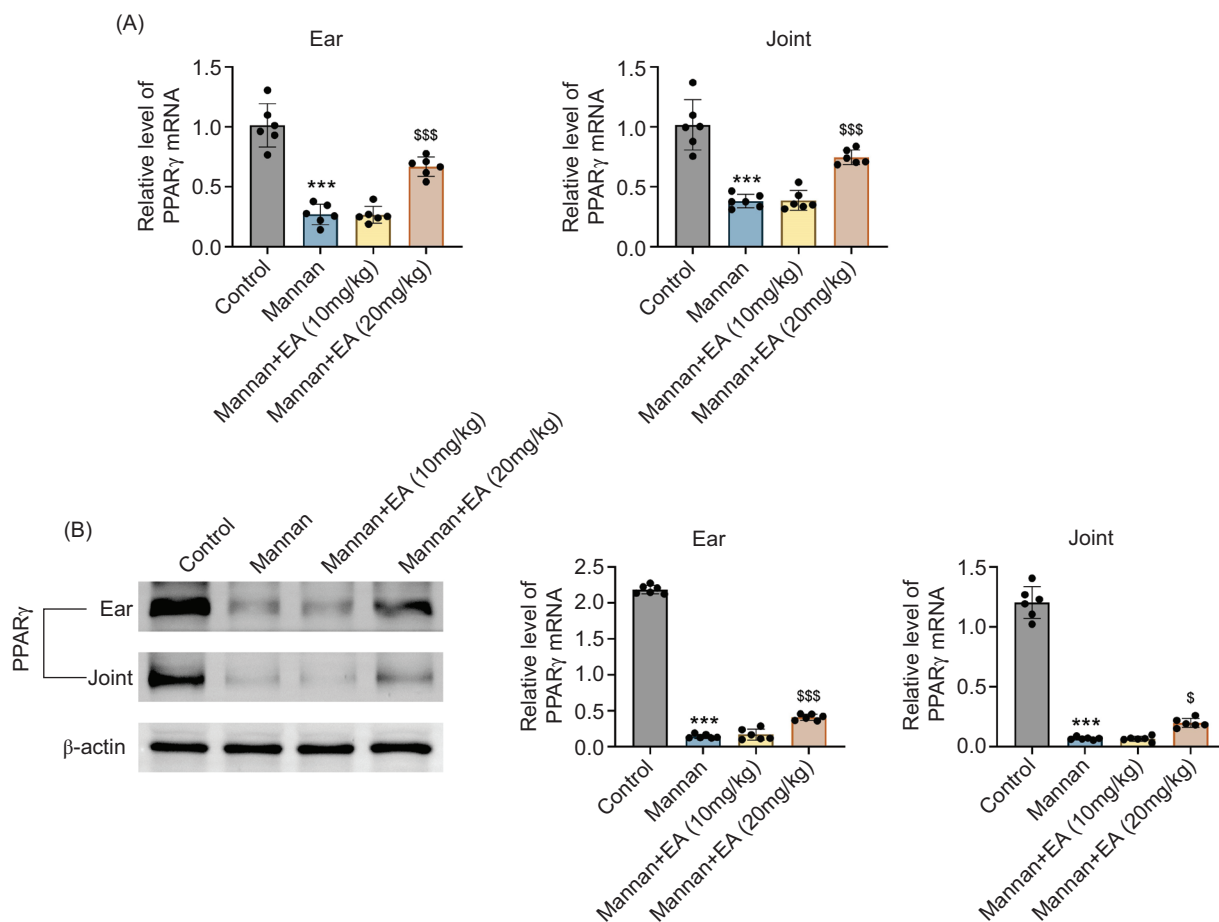 (A)
Ear
Relative level of
PPARγ mRNA
1.5
1.0
0.5
0.0
***
$$$
Control
Mannan
Mannan+EA (10mg/kg)
Mannan+EA (20mg/kg)
Joint
Relative level of
PPARγ mRNA
1.5
1.0
0.5
0.0
***
$$$
Control
Mannan
Mannan+EA (10mg/kg)
Mannan+EA (20mg/kg)
(B)
Control
Mannan
Mannan+EA (10mg/kg)
Mannan+EA (20mg/kg)
PPARγ
Ear
Joint
β-actin
Ear
Relative level of
PPARγ mRNA
2.5
2.0
1.5
1.0
0.5
0.0
***
$$$
Control
Mannan
Mannan+EA (10mg/kg)
Mannan+EA (20mg/kg)
Joint
Relative level of
PPARγ mRNA
1.5
1.0
0.5
0.0
***
$
Control
Mannan
Mannan+EA (10mg/kg)
Mannan+EA (20mg/kg)